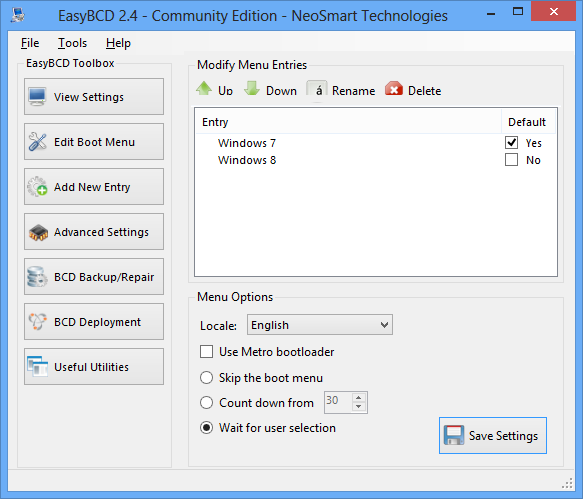 EasyBCD 2.4 - Community Edition - NeoSmart Technologies
File Tools Help
EasyBCD Toolbox
View Settings
Edit Boot Menu
Add New Entry
Advanced Settings
BCD Backup/Repair
BCD Deployment
Useful Utilities
Modify Menu Entries
Up Down á Rename Delete
Entry Default
Windows 7 Yes
Windows 8 No
Menu Options
Locale: English
Use Metro bootloader
Skip the boot menu
Count down from 30
Wait for user selection
Save Settings